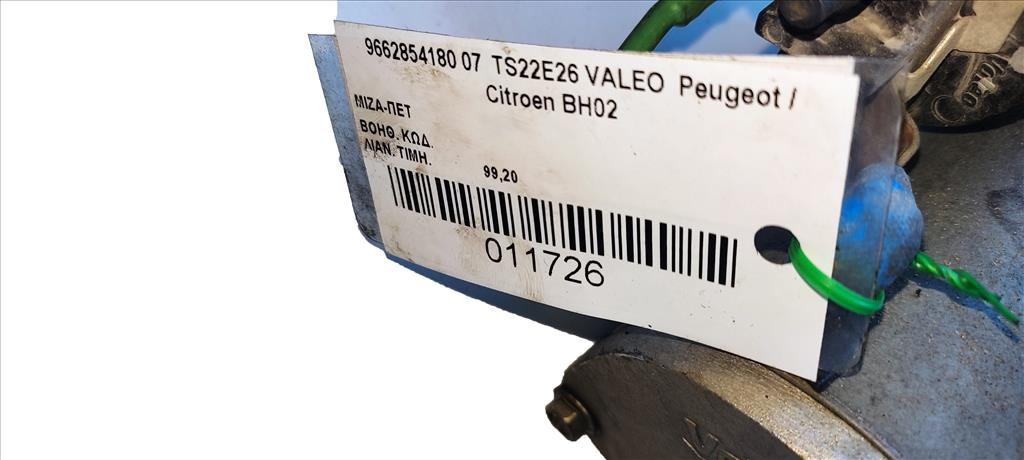 9662854180 07 TS22E26 VALEO Peugeot /
Citroen BH02
ΜΙΖΑ-ΠΕΤ
ΒΟΗΘ. ΚΩΔ.
ΛΙΑΝ. ΤΙΜΗ.
99,20
011726